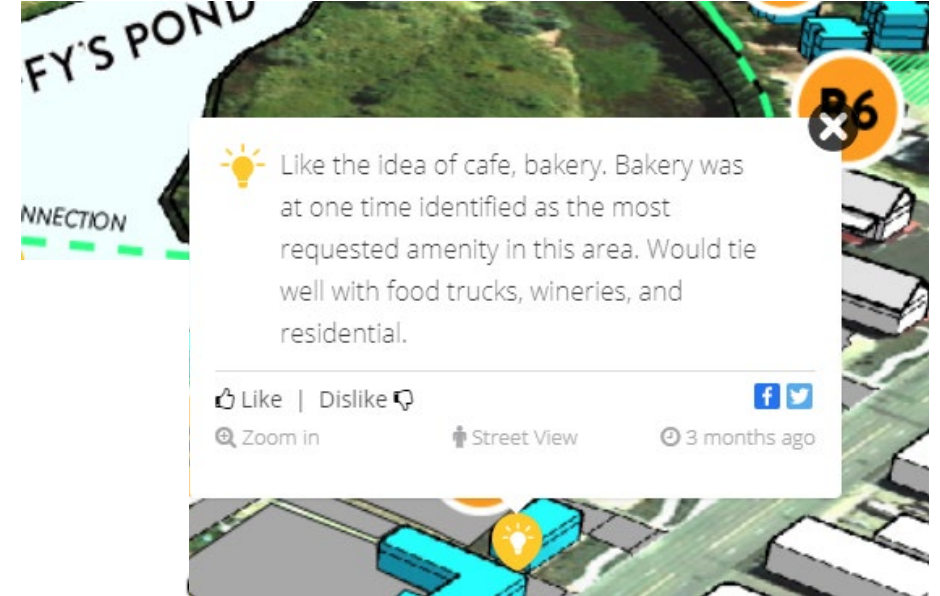 FY'S POND
NNECTION
Like the idea of cafe, bakery. Bakery was
at one time identified as the most
requested amenity in this area. Would tie
well with food trucks, wineries, and
residential.
Like | Dislike
Zoom in Street View 3 months ago